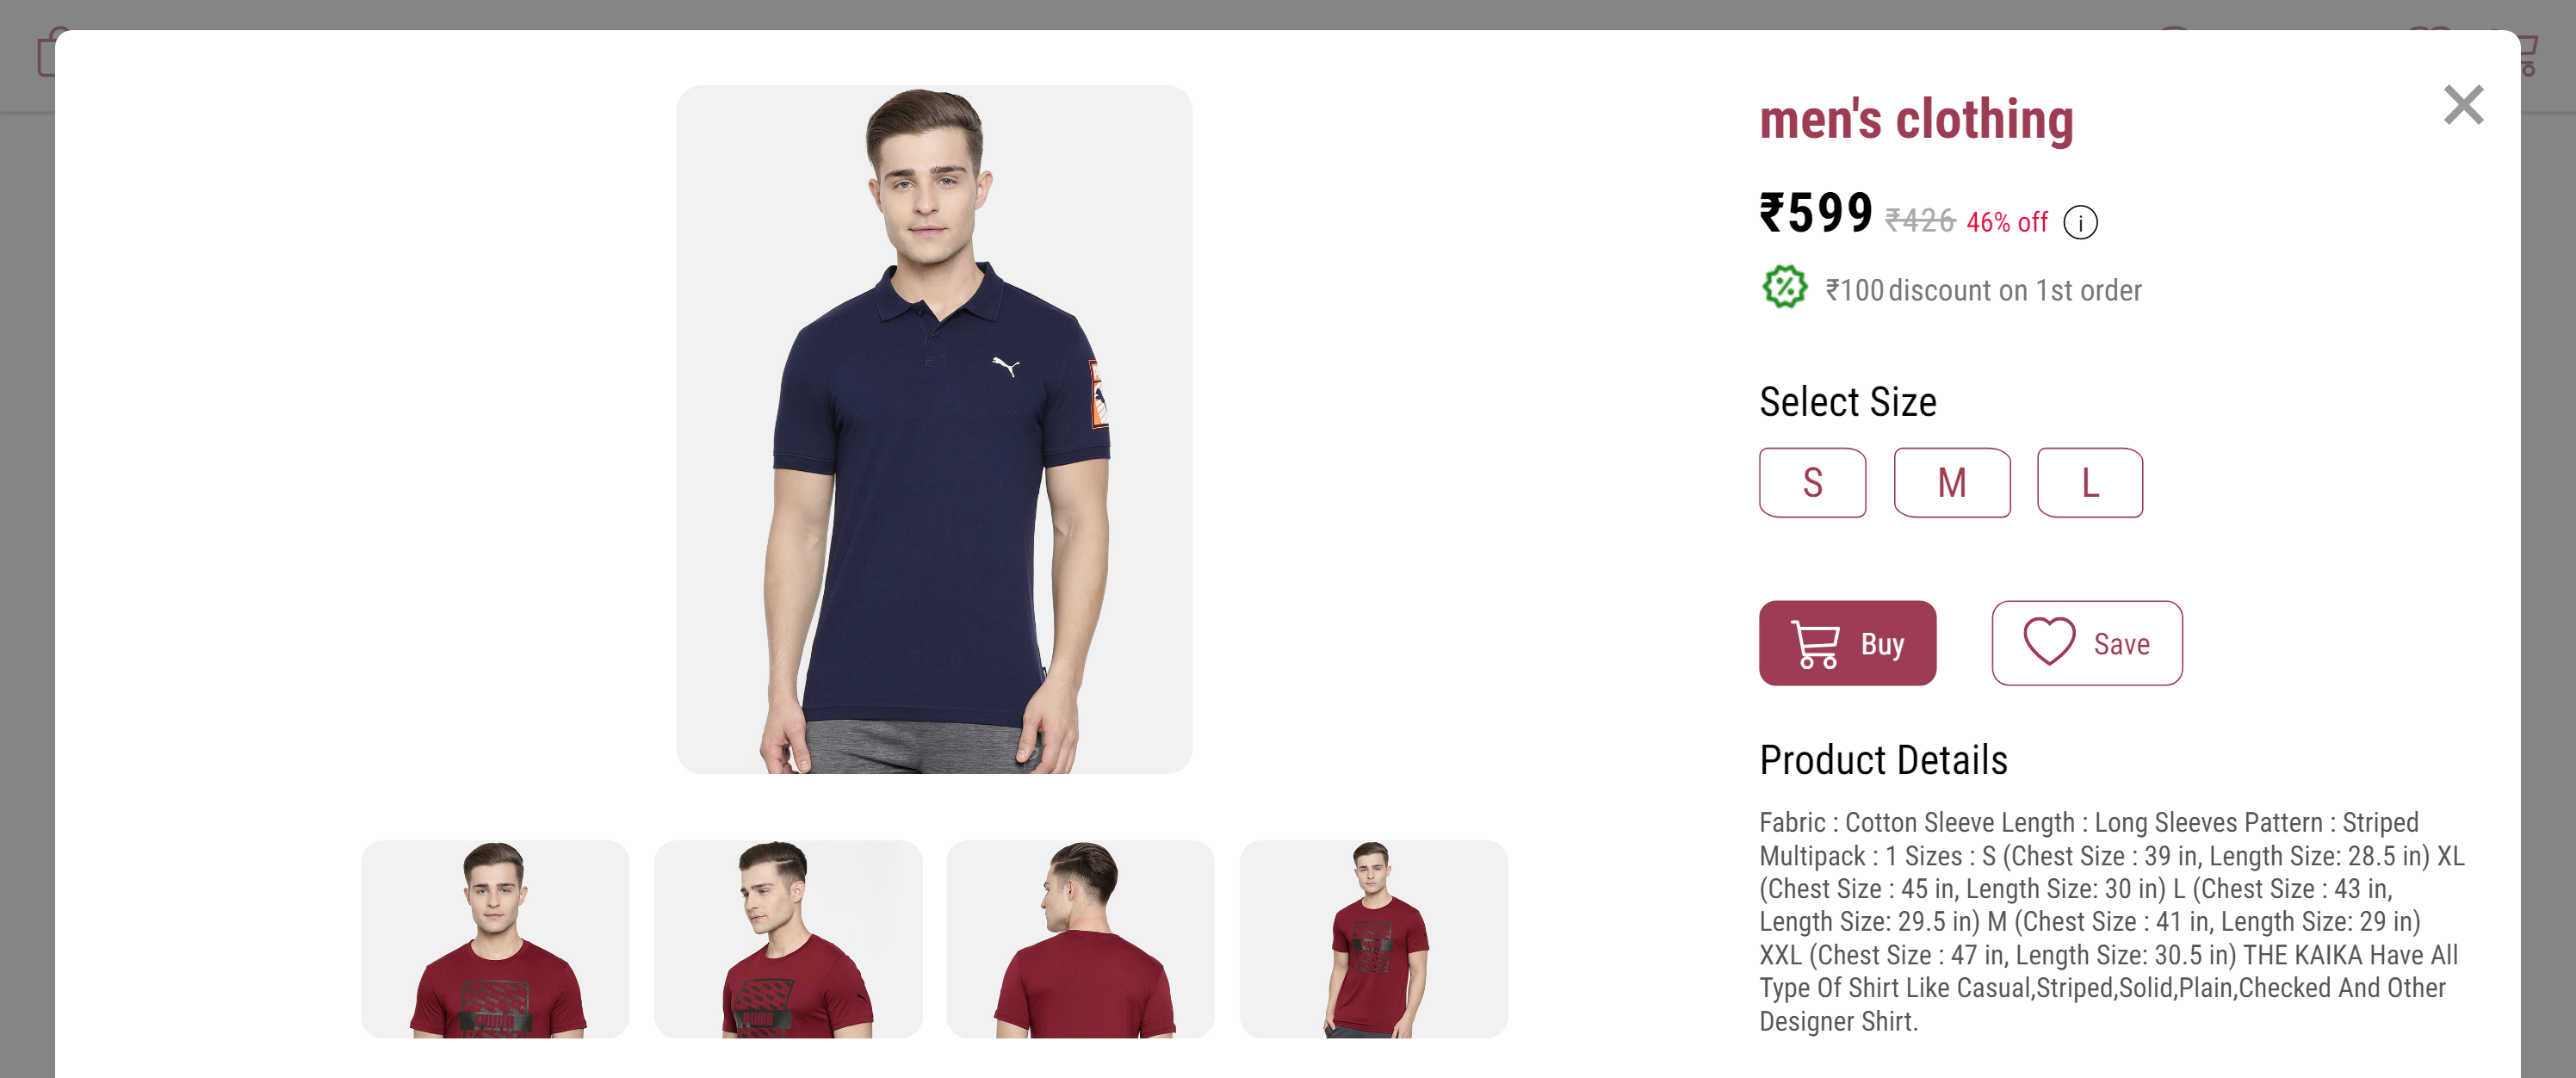 men's clothing
₹599 ₹426 46% off i
₹100 discount on 1st order
Select Size
S M L
Buy Save
Product Details
Fabric : Cotton Sleeve Length : Long Sleeves Pattern : Striped
Multipack : 1 Sizes : S (Chest Size : 39 in, Length Size: 28.5 in) XL
(Chest Size : 45 in, Length Size: 30 in) L (Chest Size : 43 in,
Length Size: 29.5 in) M (Chest Size : 41 in, Length Size: 29 in)
XXL (Chest Size : 47 in, Length Size: 30.5 in) THE KAIKA Have All
Type Of Shirt Like Casual,Striped,Solid,Plain,Checked And Other
Designer Shirt.